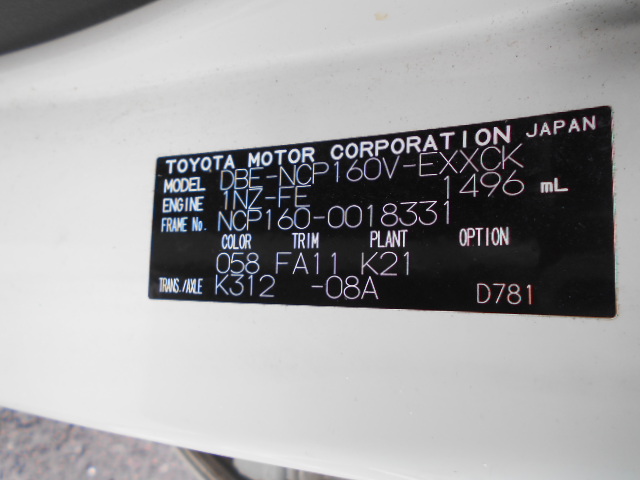 TOYOTA MOTOR CORPORATION JAPAN
MODEL DBE-NCP160V-EXXCK
ENGINE 1NZ-FE 1496 mL
FRAME No. NCP160-0018331
COLOR TRIM PLANT OPTION
058 FA11 K21
TRANS./AXLE K312 -08A D781